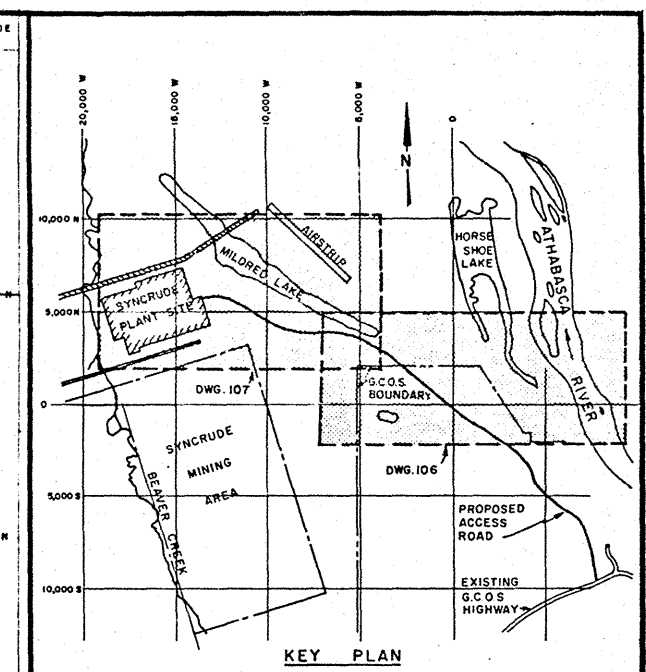 DE
N
N
20,000 W
15,000 W
10,000 W
5,000 W
0
N
10,000 N
5,000 N
0
5,000 S
10,000 S
AIRSTRIP
MILDRED LAKE
HORSE
SHOE
LAKE
ATHABASCA
RIVER
SYNCRUDE
PLANT SITE
G.C.O.S.
BOUNDARY
DWG. 107
DWG. 106
SYNCRUDE
MINING
AREA
BEAVER CREEK
PROPOSED
ACCESS
ROAD
EXISTING
G.C.O.S
HIGHWAY
KEY PLAN